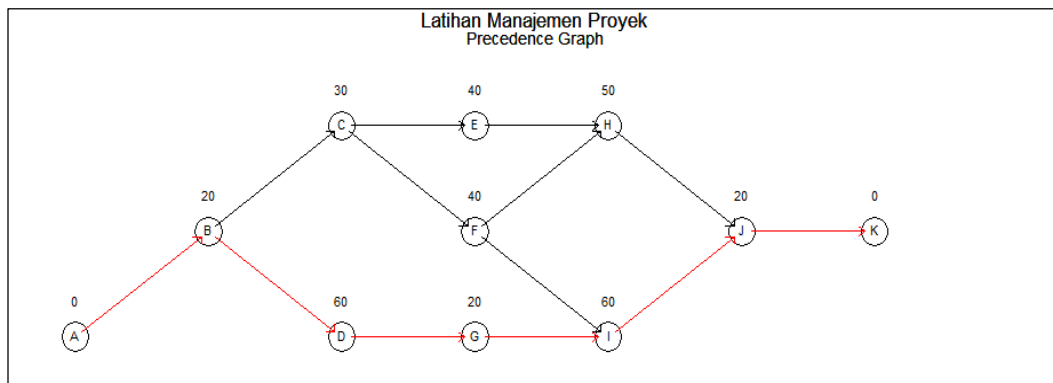 Latihan Manajemen Proyek
Precedence Graph
30 40 50
C E H
20 40 20 0
B F J K
0 60 20 60
A D G I